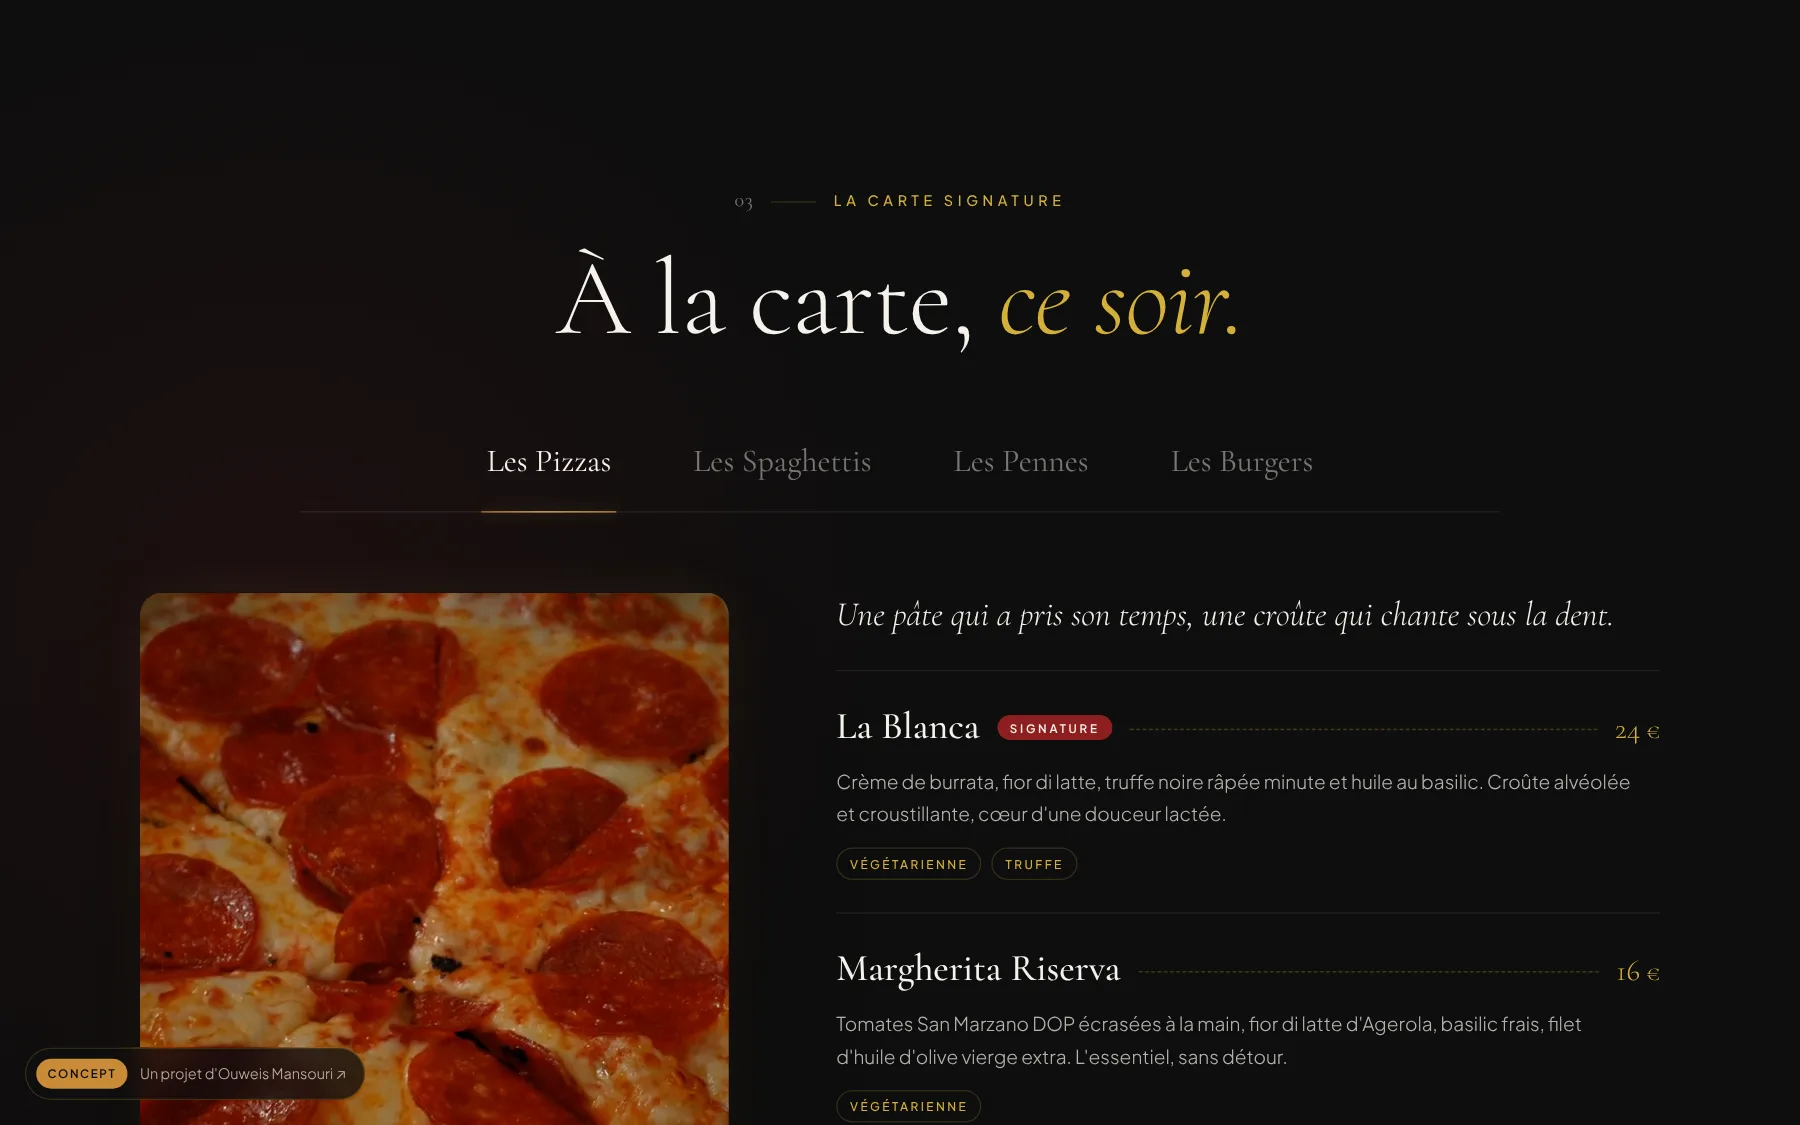 03 LA CARTE SIGNATURE
À la carte, ce soir.
Les Pizzas Les Spaghettis Les Pennes Les Burgers
Une pâte qui a pris son temps, une croûte qui chante sous la dent.
La Blanca SIGNATURE 24 €
Crème de burrata, fior di latte, truffe noire râpée minute et huile au basilic. Croûte alvéolée
et croustillante, cœur d'une douceur lactée.
VÉGÉTARIENNE TRUFFE
Margherita Riserva 16 €
Tomates San Marzano DOP écrasées à la main, fior di latte d'Agerola, basilic frais, filet
d'huile d'olive vierge extra. L'essentiel, sans détour.
VÉGÉTARIENNE
CONCEPT Un projet d'Ouweis Mansouri ↗